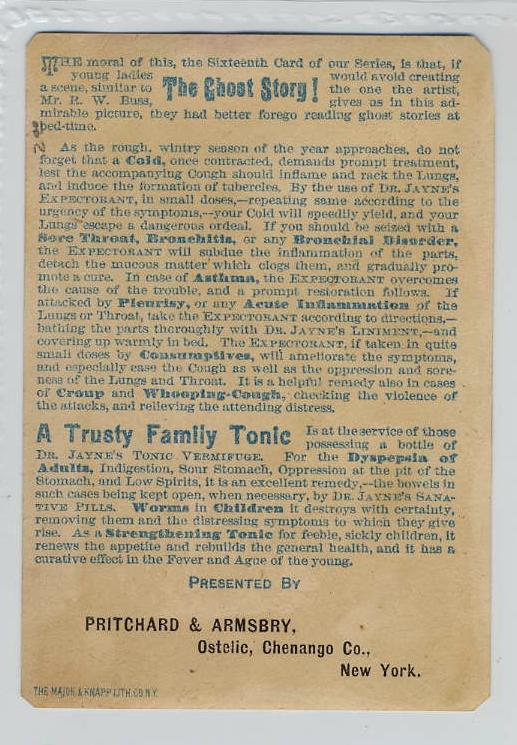 THE moral of this, the Sixteenth Card of our Series, is that, if
young ladies would avoid creating
a scene, similar to The Ghost Story! the one the artist,
Mr. R. W. Buss, gives us in this ad-
mirable picture, they had better forego reading ghost stories at
bed-time.
As the rough, wintry season of the year approaches, do not
forget that a Cold, once contracted, demands prompt treatment,
lest the accompanying Cough should inflame and rack the Lungs,
and induce the formation of tubercles. By the use of DR. JAYNE'S
EXPECTORANT, in small doses,—repeating same according to the
urgency of the symptoms,--your Cold will speedily yield, and your
Lungs escape a dangerous ordeal. If you should be seized with a
Sore Throat, Bronchitis, or any Bronchial Disorder,
the EXPECTORANT will subdue the inflammation of the parts,
detach the mucous matter which clogs them, and gradually pro-
mote a cure. In case of Asthma, the EXPECTORANT overcomes
the cause of the trouble, and a prompt restoration follows. If
attacked by Pleurisy, or any Acute Inflammation of the
Lungs or Throat, take the EXPECTORANT according to directions,—
bathing the parts thoroughly with DR. JAYNE'S LINIMENT,—and
covering up warmly in bed. The EXPECTORANT, if taken in quite
small doses by Consumptives, will ameliorate the symptoms,
and especially ease the Cough as well as the oppression and sore-
ness of the Lungs and Throat. It is a helpful remedy also in cases
of Croup and Whooping-Cough, checking the violence of
the attacks, and relieving the attending distress.
A Trusty Family Tonic Is at the service of those
possessing a bottle of
DR. JAYNE'S TONIC VERMIFUGE. For the Dyspepsia of
Adults, Indigestion, Sour Stomach, Oppression at the pit of the
Stomach, and Low Spirits, it is an excellent remedy,--the bowels in
such cases being kept open, when necessary, by DR. JAYNE'S SANA-
TIVE PILLS. Worms in Children it destroys with certainty,
removing them and the distressing symptoms to which they give
rise. As a Strengthening Tonic for feeble, sickly children, it
renews the appetite and rebuilds the general health, and it has a
curative effect in the Fever and Ague of the young.
PRESENTED BY
PRITCHARD & ARMSBRY,
Ostelic, Chenango Co.,
New York.
THE MAJOR & KNAPP LITH. CO. N.Y.